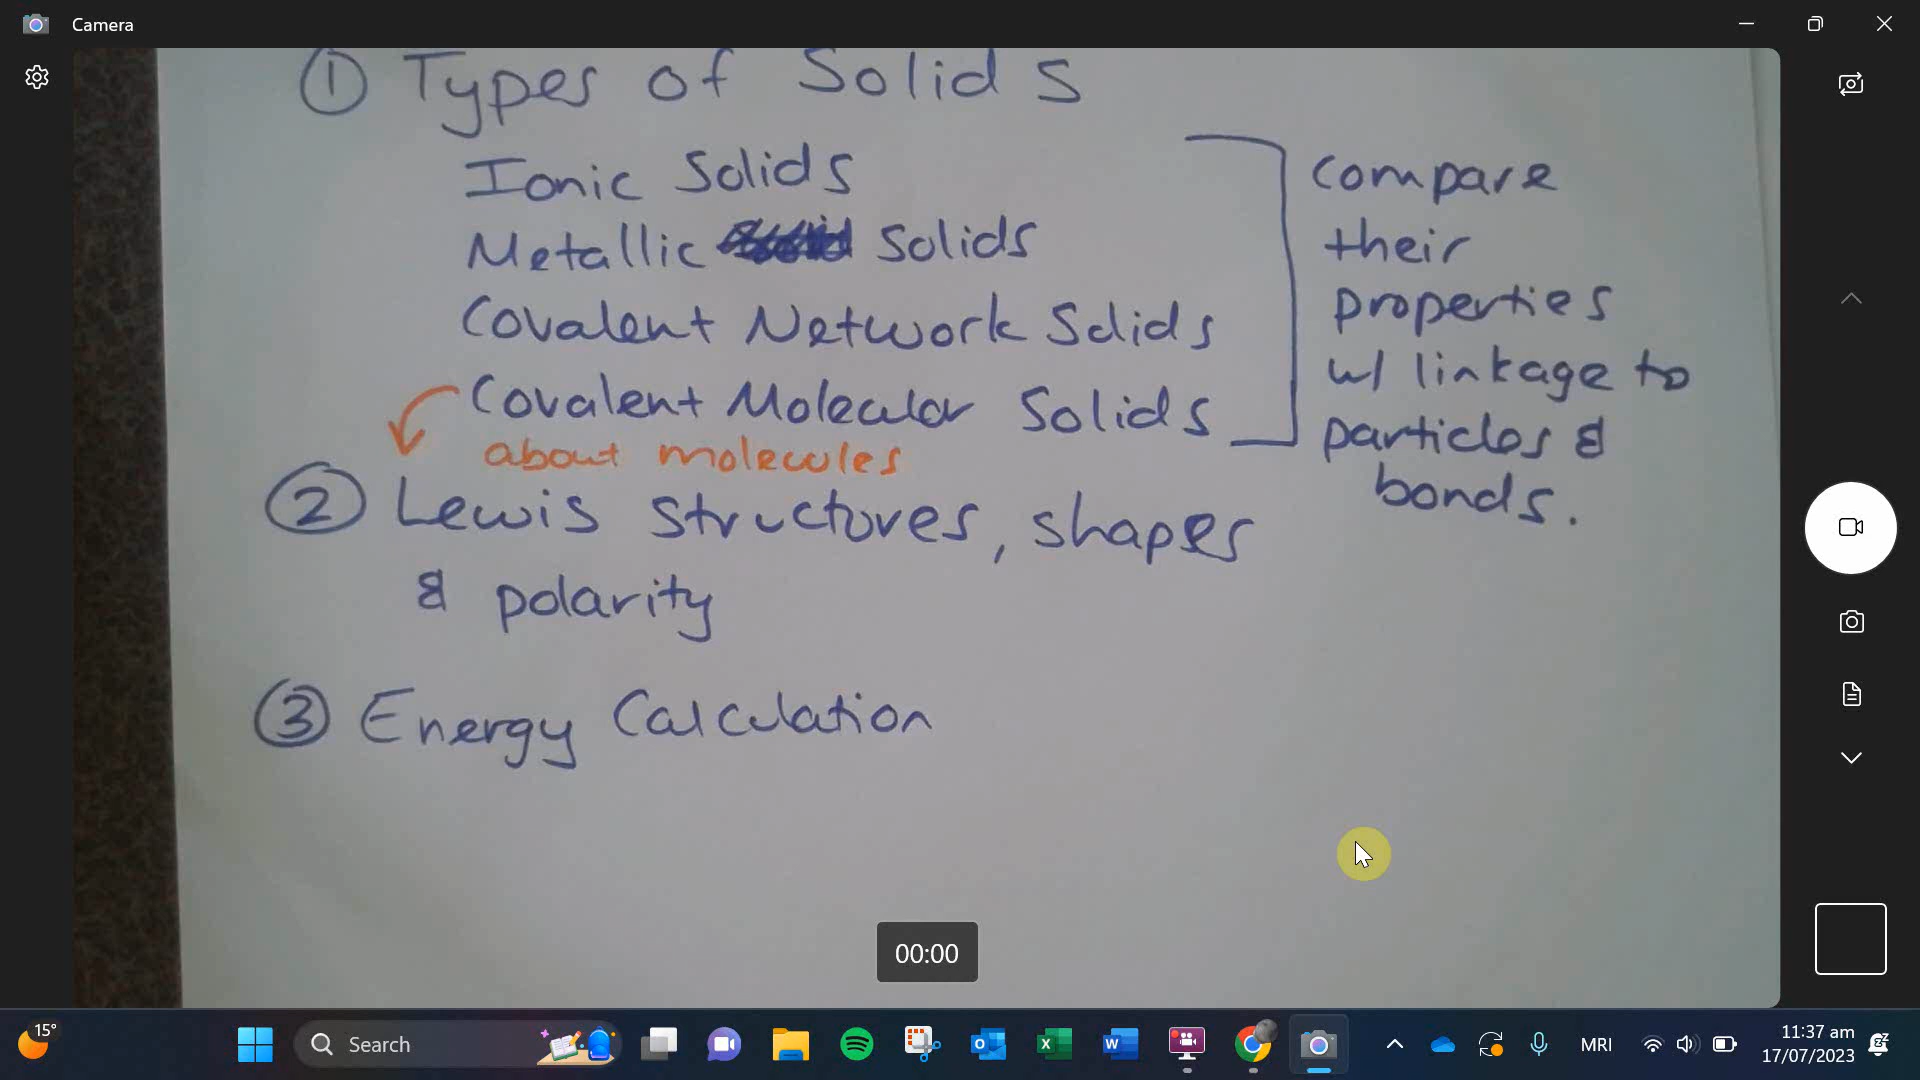 Camera
① Types of Solids
Ionic Solids
Metallic Solids
Covalent Network Solids
Covalent Molecular Solids
about molecules
compare
their
properties
w/ linkage to
particles &
bonds.
② Lewis structures, shapes
& polarity
③ Energy Calculation
00:00
15°
Search
MRI
11:37 am
17/07/2023